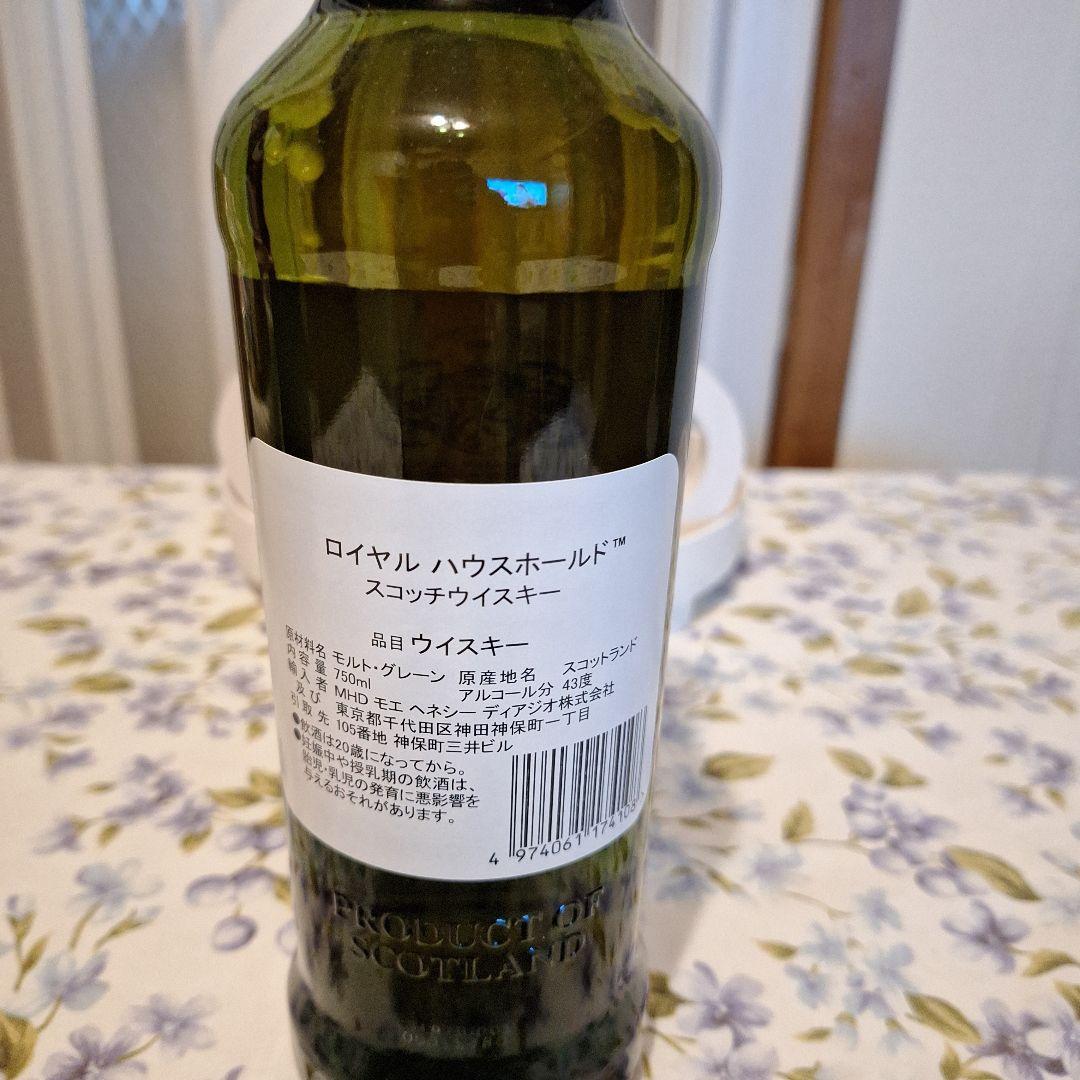 ロイヤル ハウスホールド™
スコッチウイスキー
品目 ウイスキー
原材料名 モルト・グレーン 原産地名 スコットランド
内容量 750ml アルコール分 43度
輸入者 MHD モエ ヘネシー ディアジオ株式会社
及び 東京都千代田区神田神保町一丁目
引取先 105番地 神保町三井ビル
●飲酒は20歳になってから。
●妊娠中や授乳期の飲酒は、
胎児・乳児の発育に悪影響を
与えるおそれがあります。
4 974061 174108
PRODUCT OF
SCOTLAND